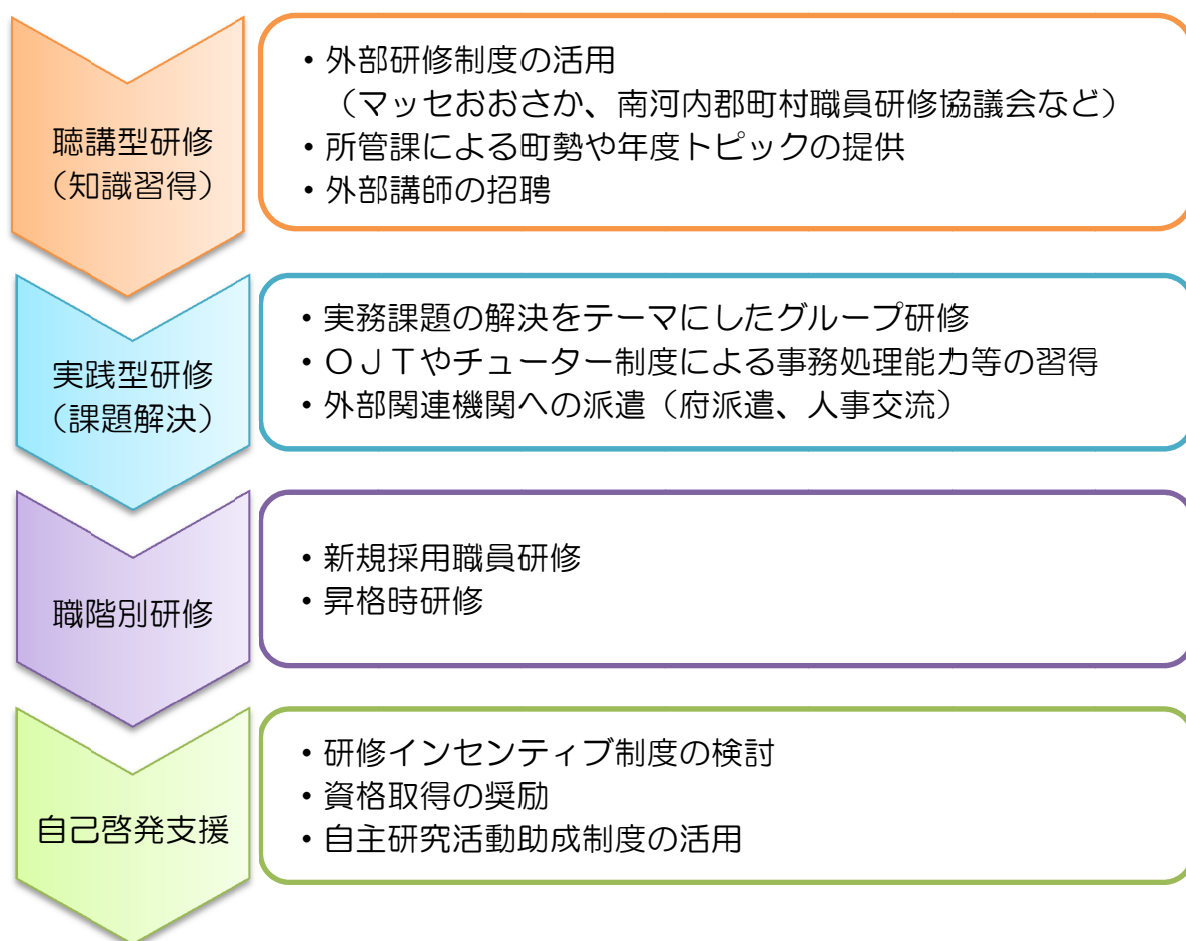 聴講型研修
（知識習得）
・外部研修制度の活用
（マッセおおさか、南河内郡町村職員研修協議会など）
・所管課による町勢や年度トピックの提供
・外部講師の招聘
実践型研修
（課題解決）
・実務課題の解決をテーマにしたグループ研修
・ＯＪＴやチューター制度による事務処理能力等の習得
・外部関連機関への派遣（府派遣、人事交流）
職階別研修
・新規採用職員研修
・昇格時研修
自己啓発支援
・研修インセンティブ制度の検討
・資格取得の奨励
・自主研究活動助成制度の活用